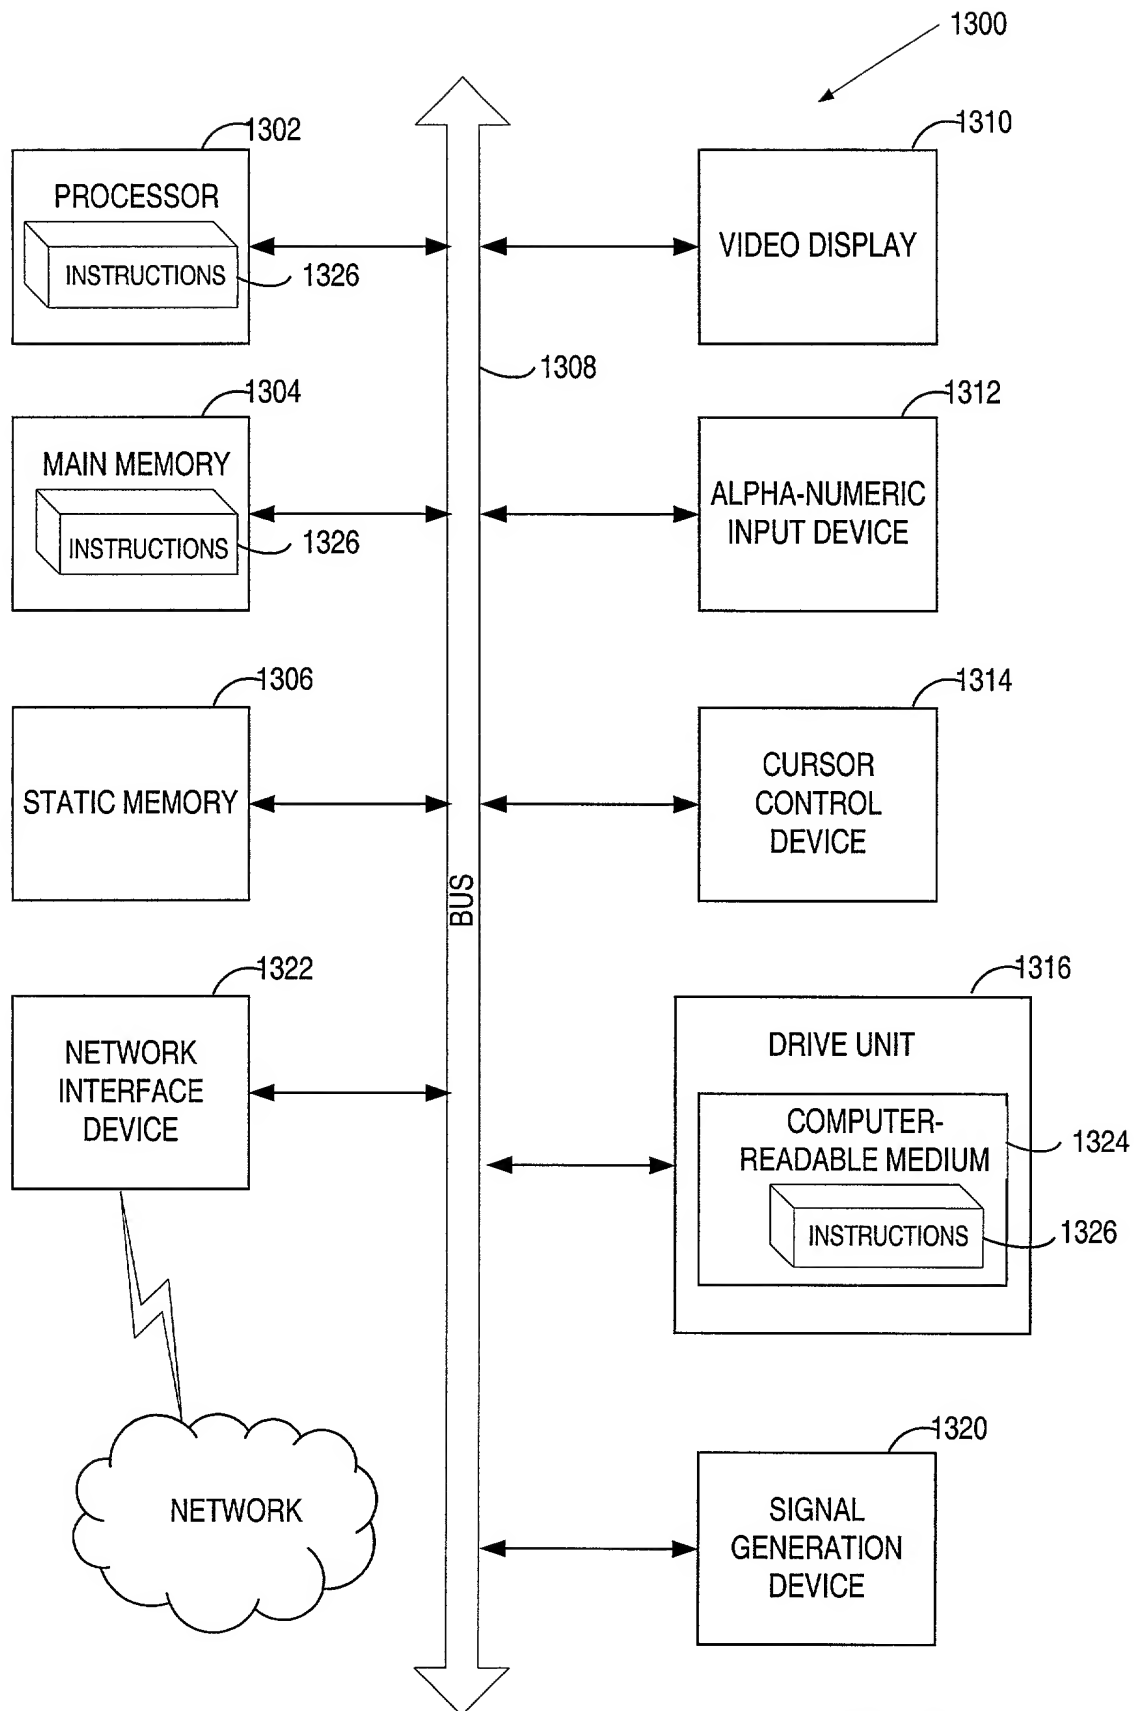 1300
1302
PROCESSOR
INSTRUCTIONS
1326
1310
VIDEO DISPLAY
1308
1304
MAIN MEMORY
INSTRUCTIONS
1326
1312
ALPHA-NUMERIC
INPUT DEVICE
1306
STATIC MEMORY
1314
CURSOR
CONTROL
DEVICE
BUS
1322
NETWORK
INTERFACE
DEVICE
1316
DRIVE UNIT
COMPUTER-
READABLE MEDIUM
1324
INSTRUCTIONS
1326
NETWORK
1320
SIGNAL
GENERATION
DEVICE